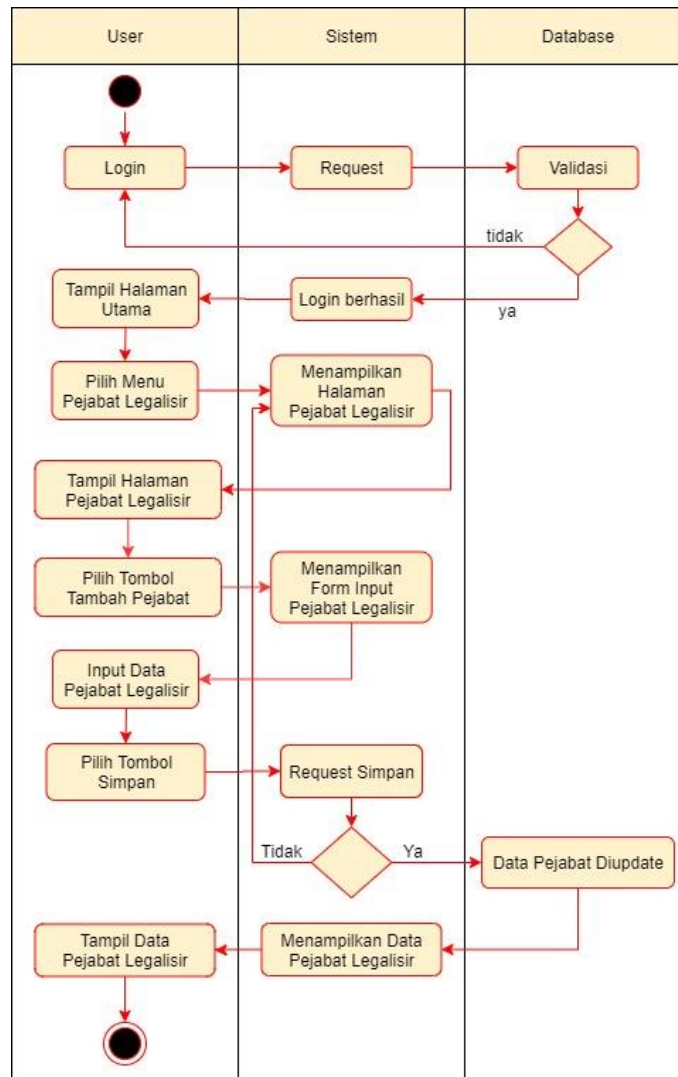 User
Sistem
Database
Login
Request
Validasi
tidak
Tampil Halaman
Utama
Login berhasil
ya
Pilih Menu
Pejabat Legalisir
Menampilkan
Halaman
Pejabat Legalisir
Tampil Halaman
Pejabat Legalisir
Pilih Tombol
Tambah Pejabat
Menampilkan
Form Input
Pejabat Legalisir
Input Data
Pejabat Legalisir
Pilih Tombol
Simpan
Request Simpan
Tidak
Ya
Data Pejabat Diupdate
Tampil Data
Pejabat Legalisir
Menampilkan Data
Pejabat Legalisir